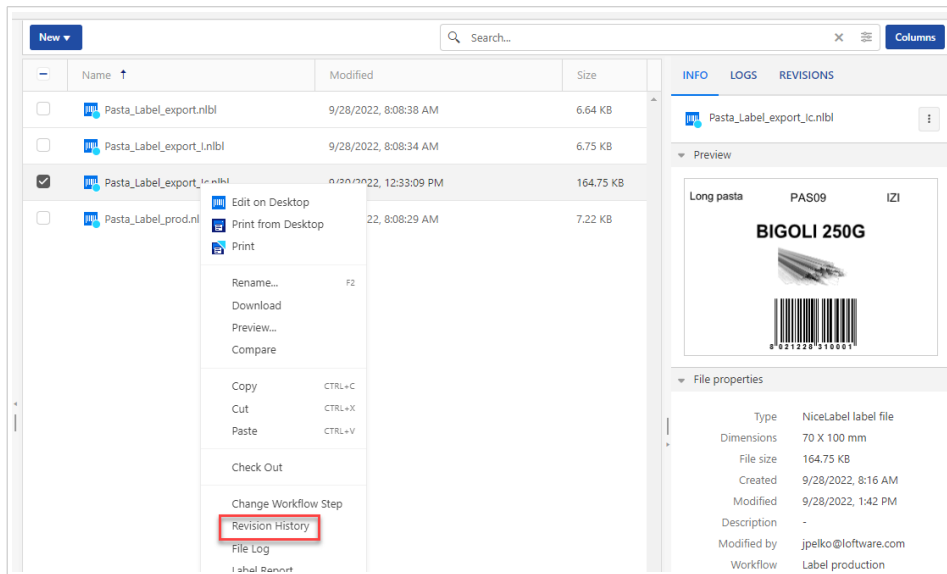 New
Search...
Columns
Name
Modified
Size
Pasta_Label_export.nlbl
9/28/2022, 8:08:38 AM
6.64 KB
Pasta_Label_export_l.nlbl
9/28/2022, 8:08:34 AM
6.75 KB
Pasta_Label_export_lc.nlbl
9/30/2022, 12:33:09 PM
164.75 KB
Pasta_Label_prod.nl
22, 8:08:29 AM
7.22 KB
Edit on Desktop
Print from Desktop
Print
Rename... F2
Download
Preview...
Compare
Copy CTRL+C
Cut CTRL+X
Paste CTRL+V
Check Out
Change Workflow Step
Revision History
File Log
Label Report
INFO LOGS REVISIONS
Pasta_Label_export_lc.nlbl
Preview
Long pasta PAS09 IZI
BIGOLI 250G
8 021228 310001
File properties
Type NiceLabel label file
Dimensions 70 X 100 mm
File size 164.75 KB
Created 9/28/2022, 8:16 AM
Modified 9/28/2022, 1:42 PM
Description -
Modified by jpelko@loftware.com
Workflow Label production